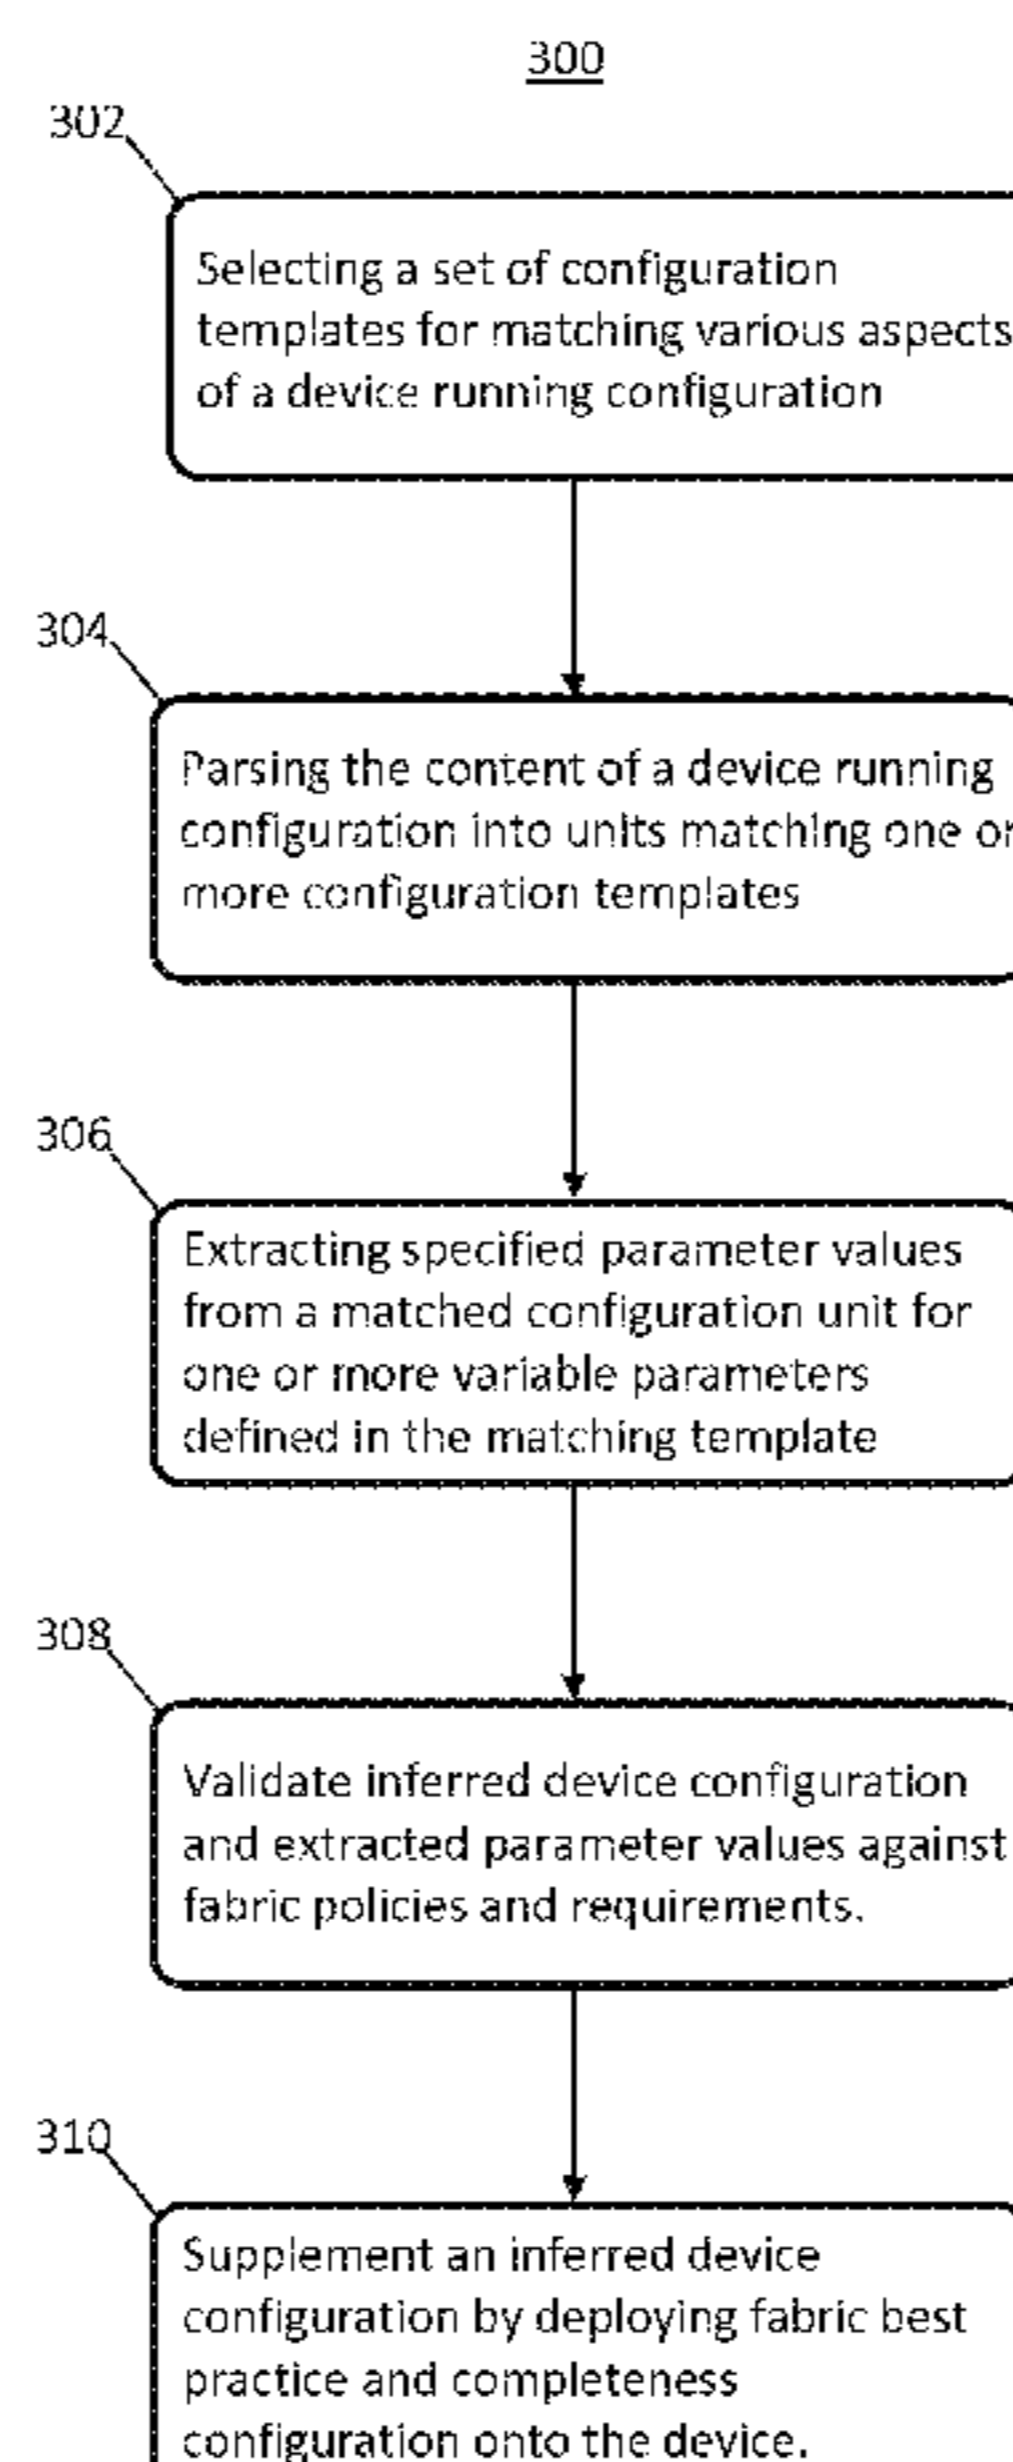 300
302
Selecting a set of configuration
templates for matching various aspects
of a device running configuration
304
Parsing the content of a device running
configuration into units matching one or
more configuration templates
306
Extracting specified parameter values
from a matched configuration unit for
one or more variable parameters
defined in the matching template
308
Validate inferred device configuration
and extracted parameter values against
fabric policies and requirements.
310
Supplement an inferred device
configuration by deploying fabric best
practice and completeness
configuration onto the device.